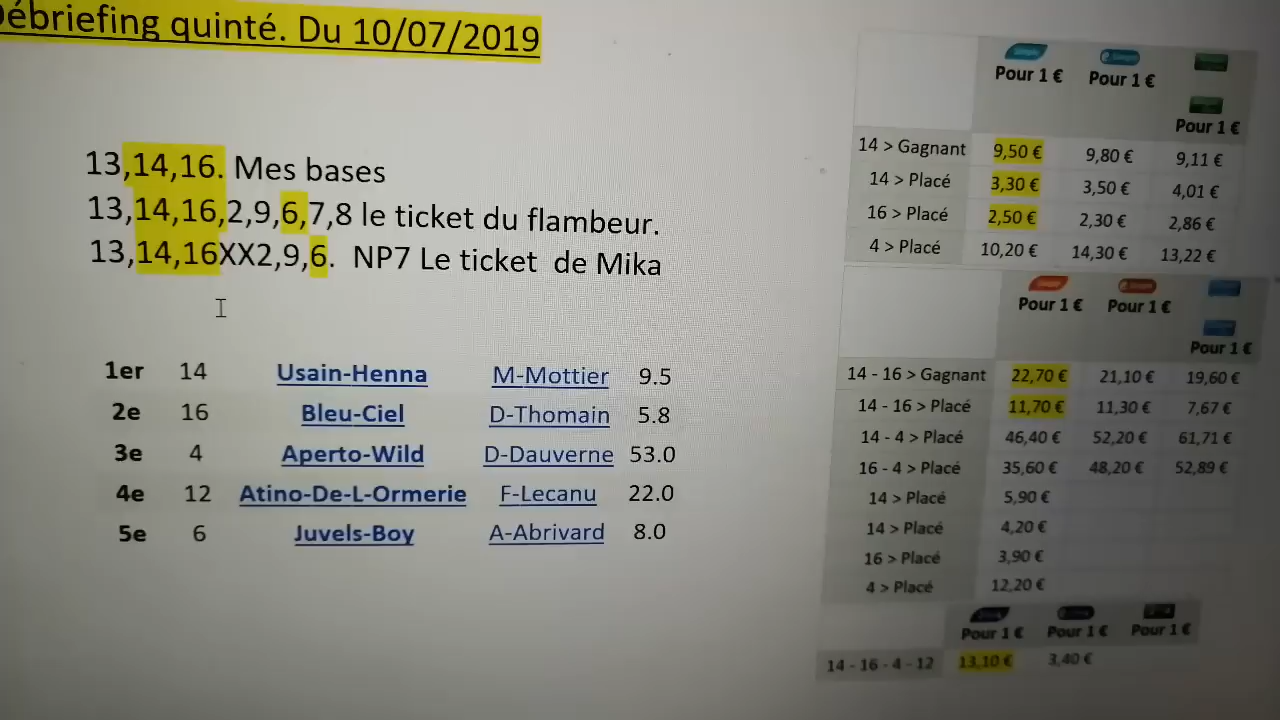 Débriefing quinté. Du 10/07/2019
13,14,16. Mes bases
13,14,16,2,9,6,7,8 le ticket du flambeur.
13,14,16XX2,9,6. NP7 Le ticket de Mika
1er 14 Usain-Henna M-Mottier 9.5
2e 16 Bleu-Ciel D-Thomain 5.8
3e 4 Aperto-Wild D-Dauverne 53.0
4e 12 Atino-De-L-Ormerie F-Lecanu 22.0
5e 6 Juvels-Boy A-Abrivard 8.0
Pour 1 € Pour 1 € Pour 1 €
14 > Gagnant 9,50 € 9,80 € 9,11 €
14 > Placé 3,30 € 3,50 € 4,01 €
16 > Placé 2,50 € 2,30 € 2,86 €
4 > Placé 10,20 € 14,30 € 13,22 €
Pour 1 € Pour 1 € Pour 1 €
14 - 16 > Gagnant 22,70 € 21,10 € 19,60 €
14 - 16 > Placé 11,70 € 11,30 € 7,67 €
14 - 4 > Placé 46,40 € 52,20 € 61,71 €
16 - 4 > Placé 35,60 € 48,20 € 52,89 €
14 > Placé 5,90 €
14 > Placé 4,20 €
16 > Placé 3,90 €
4 > Placé 12,20 €
Pour 1 € Pour 1 € Pour 1 €
14 - 16 - 4 - 12 13,10 € 3,40 €